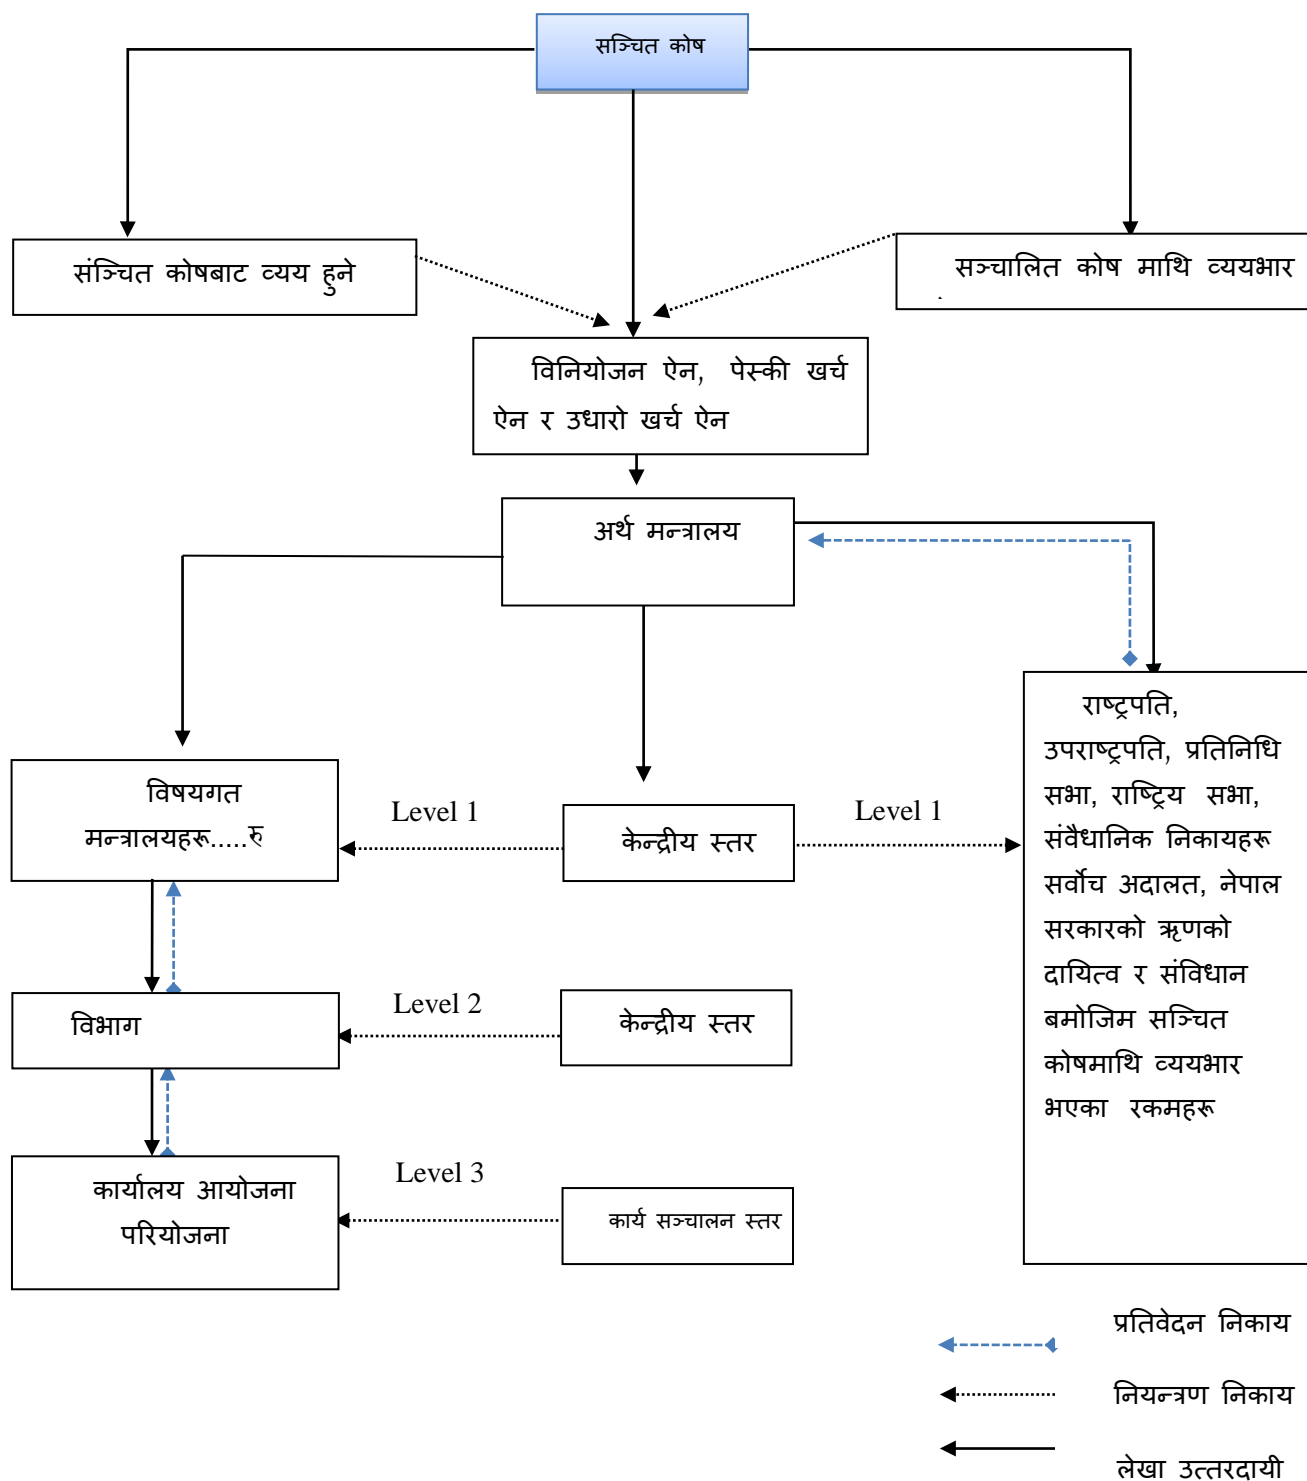 सञ्चित कोष
संञ्चित कोषबाट व्यय हुने
सञ्चालित कोष माथि व्ययभार
विनियोजन ऐन, पेस्की खर्च
ऐन र उधारो खर्च ऐन
अर्थ मन्त्रालय
विषयगत
मन्त्रालयहरू.....रु
Level 1
केन्द्रीय स्तर
Level 1
राष्ट्रपति,
उपराष्ट्रपति, प्रतिनिधि
सभा, राष्ट्रिय सभा,
संवैधानिक निकायहरू
सर्वोच अदालत, नेपाल
सरकारको ऋणको
दायित्व र संविधान
बमोजिम सञ्चित
कोषमाथि व्ययभार
भएका रकमहरू
विभाग
Level 2
केन्द्रीय स्तर
कार्यालय आयोजना
परियोजना
Level 3
कार्य सञ्चालन स्तर
प्रतिवेदन निकाय
नियन्त्रण निकाय
लेखा उत्तरदायी